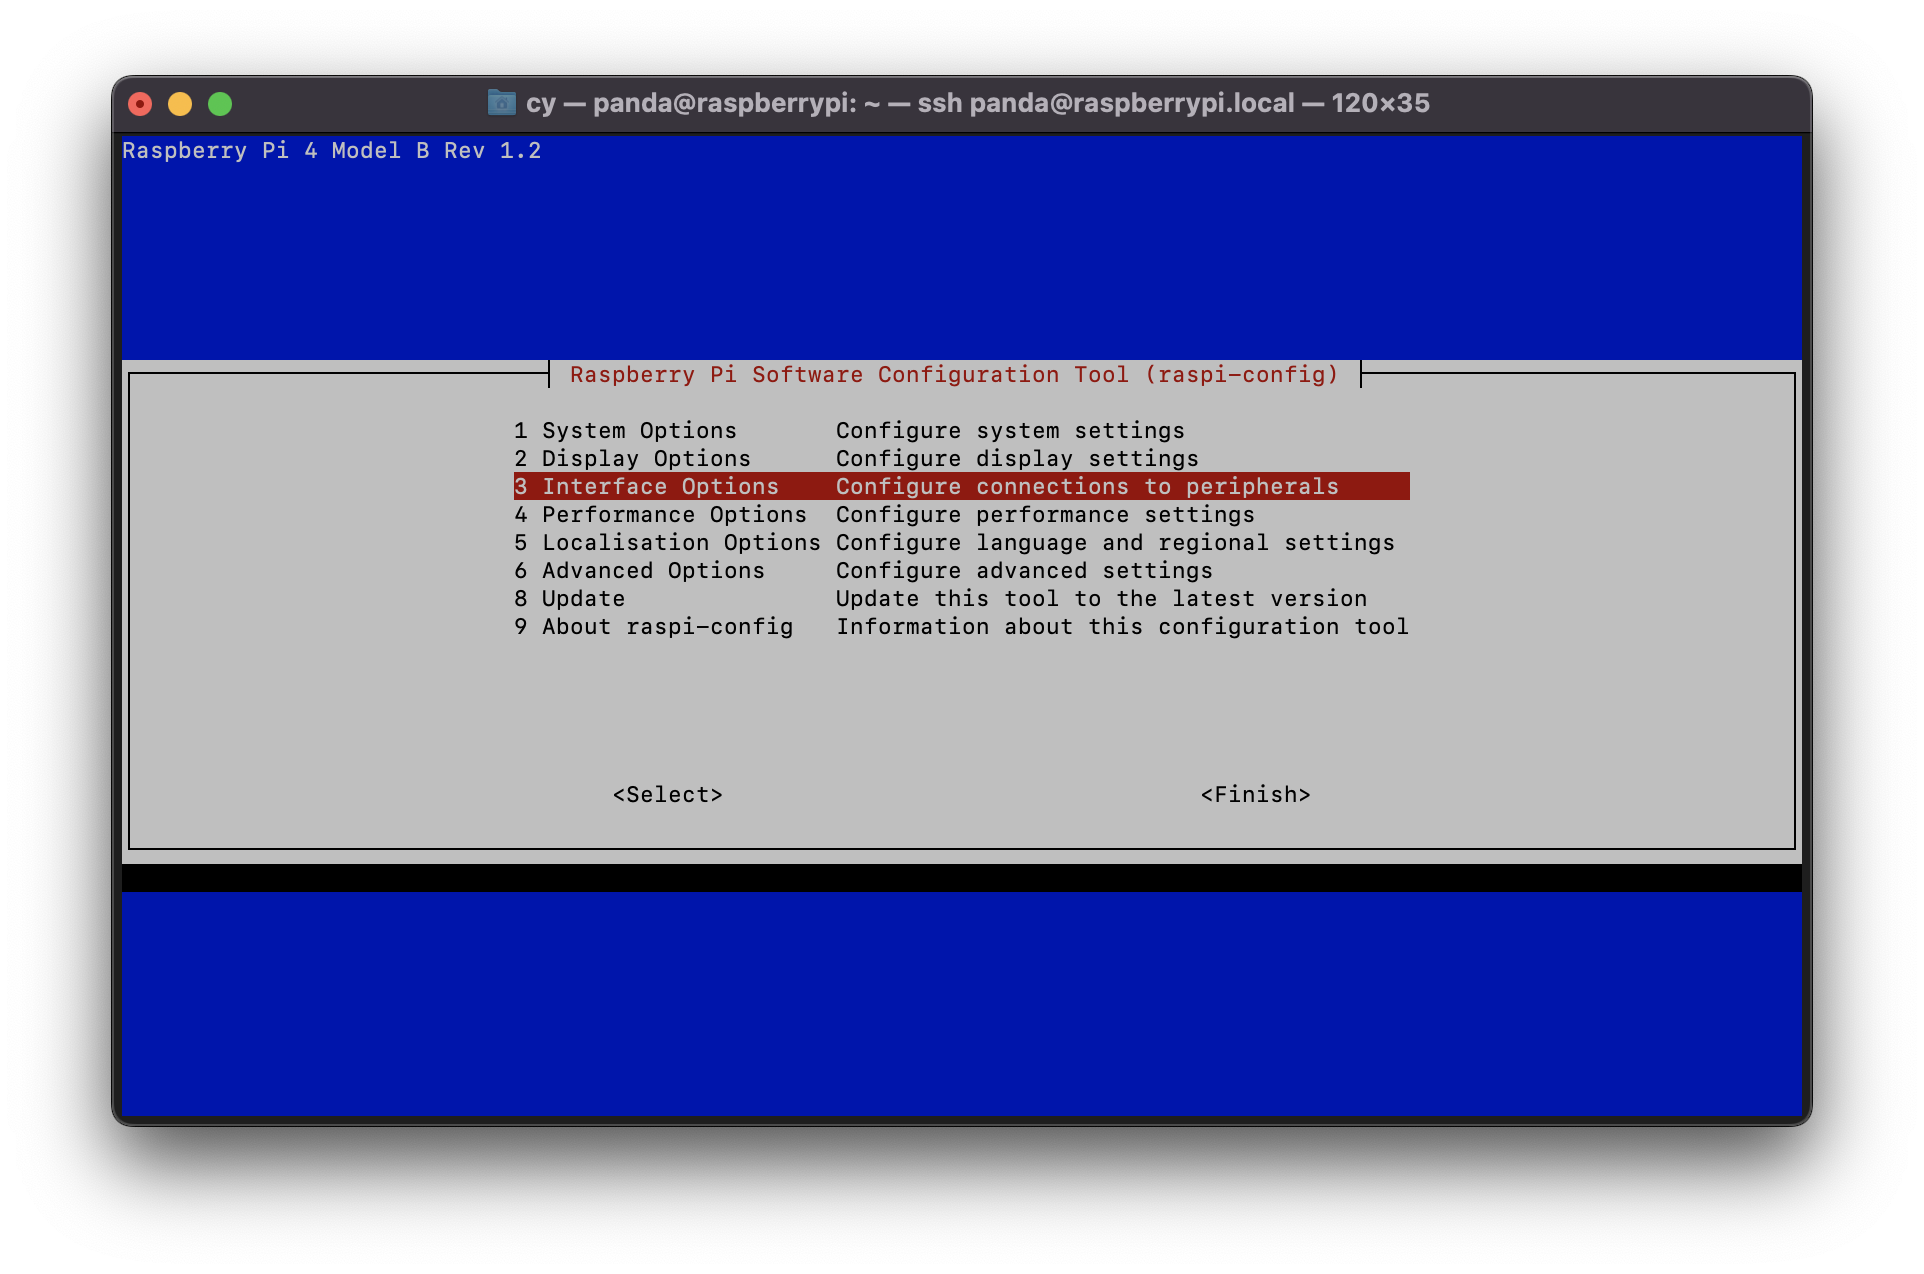 cy — panda@raspberrypi: ~ — ssh panda@raspberrypi.local — 120×35
Raspberry Pi 4 Model B Rev 1.2
Raspberry Pi Software Configuration Tool (raspi-config)
1 System Options Configure system settings
2 Display Options Configure display settings
3 Interface Options Configure connections to peripherals
4 Performance Options Configure performance settings
5 Localisation Options Configure language and regional settings
6 Advanced Options Configure advanced settings
8 Update Update this tool to the latest version
9 About raspi-config Information about this configuration tool
<Select> <Finish>